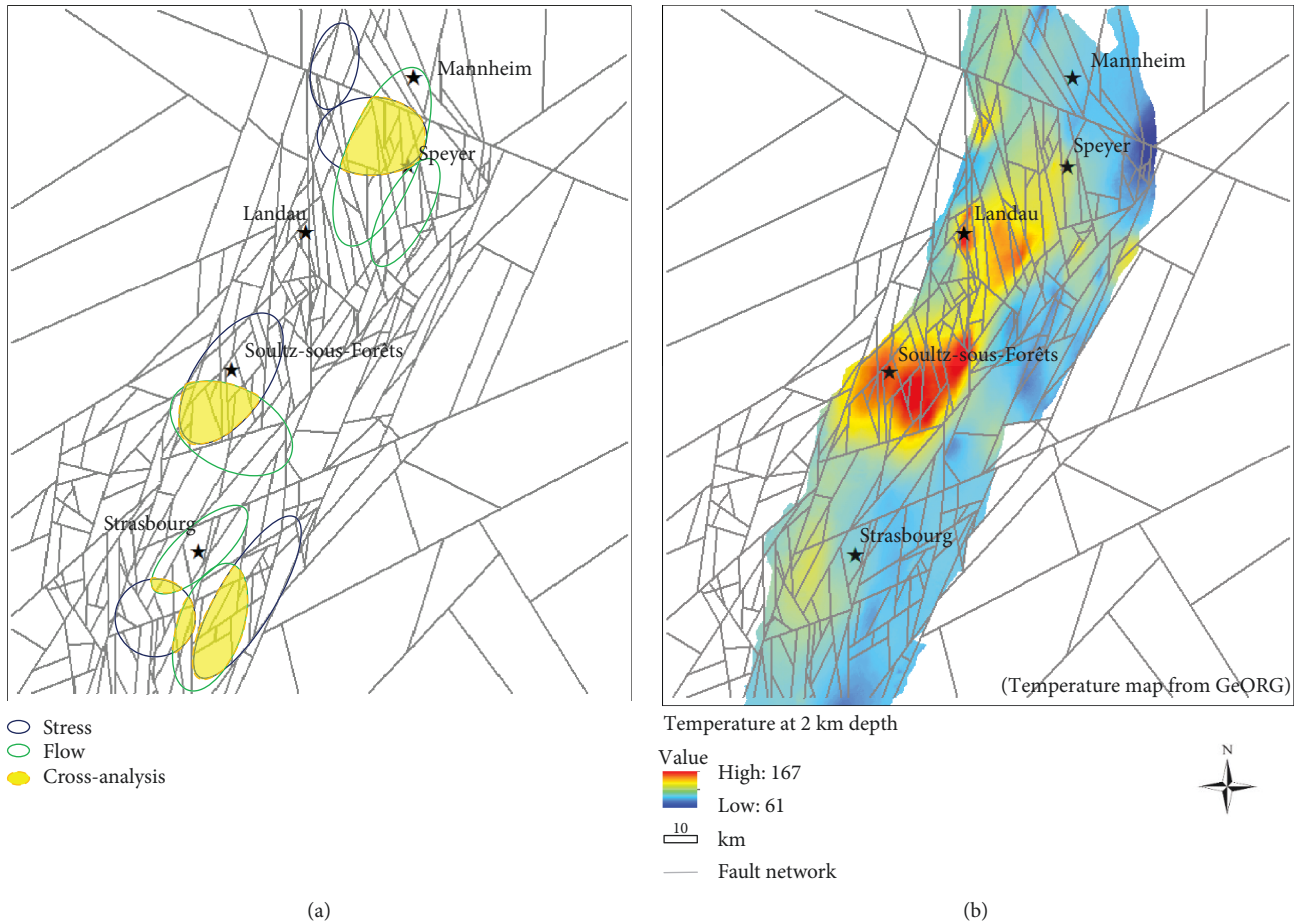 Mannheim
Speyer
Landau
Soultz-sous-Forêts
Strasbourg
Stress
Flow
Cross-analysis
(a)
Mannheim
Speyer
Landau
Soultz-sous-Forêts
Strasbourg
(Temperature map from GeORG)
Temperature at 2 km depth
Value
High: 167
Low: 61
10
km
Fault network
N
(b)